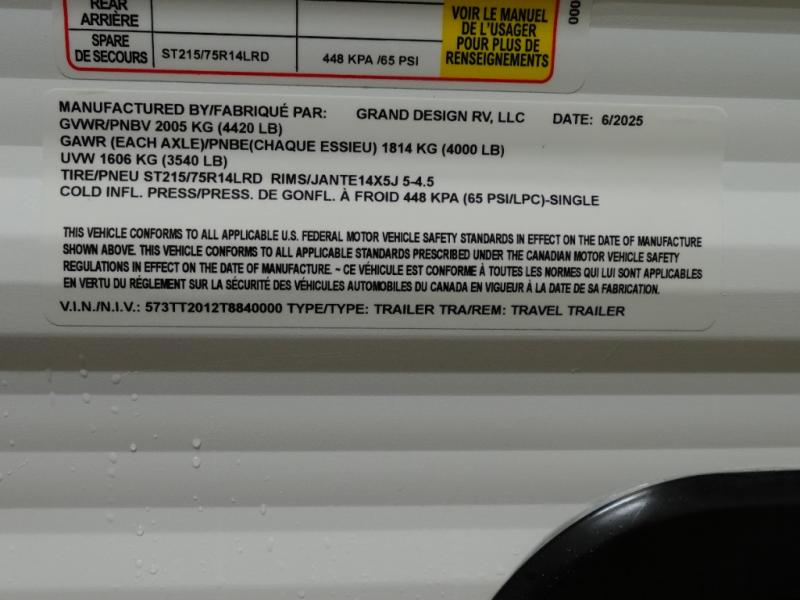 REAR
ARRIÈRE
SPARE
DE SECOURS
ST215/75R14LRD
448 KPA /65 PSI
VOIR LE MANUEL
DE L'USAGER
POUR PLUS DE
RENSEIGNEMENTS
MANUFACTURED BY/FABRIQUÉ PAR: GRAND DESIGN RV, LLC DATE: 6/2025
GVWR/PNBV 2005 KG (4420 LB)
GAWR (EACH AXLE)/PNBE(CHAQUE ESSIEU) 1814 KG (4000 LB)
UVW 1606 KG (3540 LB)
TIRE/PNEU ST215/75R14LRD RIMS/JANTE14X5J 5-4.5
COLD INFL. PRESS/PRESS. DE GONFL. À FROID 448 KPA (65 PSI/LPC)-SINGLE
THIS VEHICLE CONFORMS TO ALL APPLICABLE U.S. FEDERAL MOTOR VEHICLE SAFETY STANDARDS IN EFFECT ON THE DATE OF MANUFACTURE
SHOWN ABOVE. THIS VEHICLE CONFORMS TO ALL APPLICABLE STANDARDS PRESCRIBED UNDER THE CANADIAN MOTOR VEHICLE SAFETY
REGULATIONS IN EFFECT ON THE DATE OF MANUFACTURE. ~ CE VÉHICULE EST CONFORME À TOUTES LES NORMES QUI LUI SONT APPLICABLES
EN VERTU DU RÉGLEMENT SUR LA SÉCURITÉ DES VÉHICULES AUTOMOBILES DU CANADA EN VIGUEUR À LA DATE DE SA FABRICATION.
V.I.N./N.I.V.: 573TT2012T8840000 TYPE/TYPE: TRAILER TRA/REM: TRAVEL TRAILER